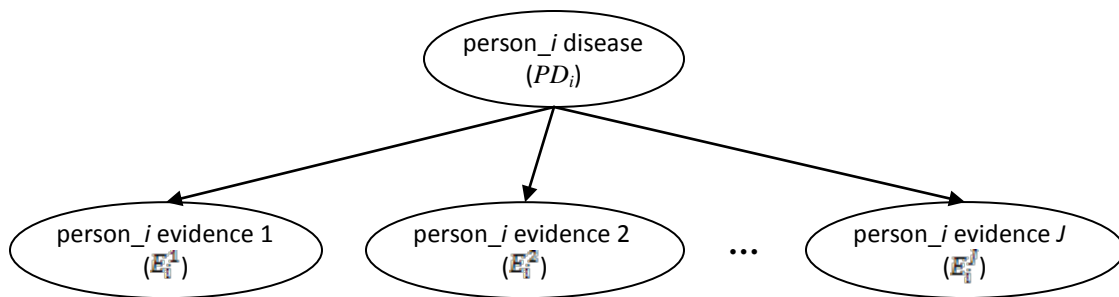 person_i disease
(PD_i)
person_i evidence 1
(E_i^1)
person_i evidence 2
(E_i^2)
...
person_i evidence J
(E_i^J)